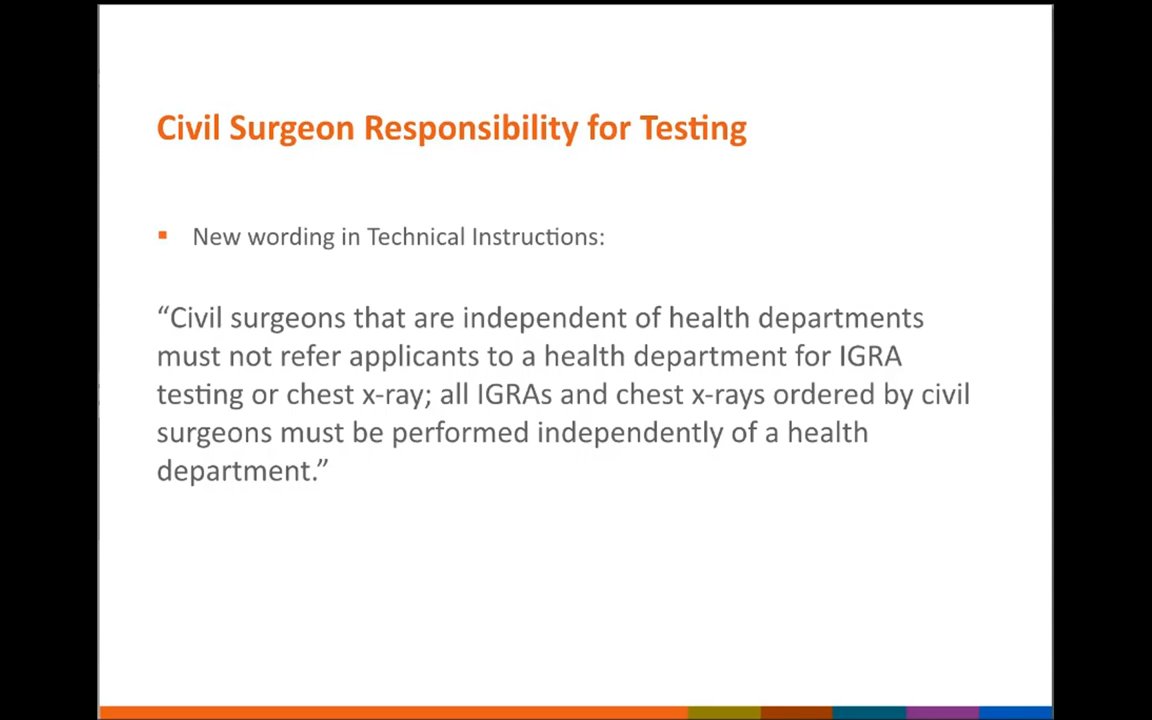 Civil Surgeon Responsibility for Testing
▪ New wording in Technical Instructions:
“Civil surgeons that are independent of health departments
must not refer applicants to a health department for IGRA
testing or chest x-ray; all IGRAs and chest x-rays ordered by civil
surgeons must be performed independently of a health
department.”